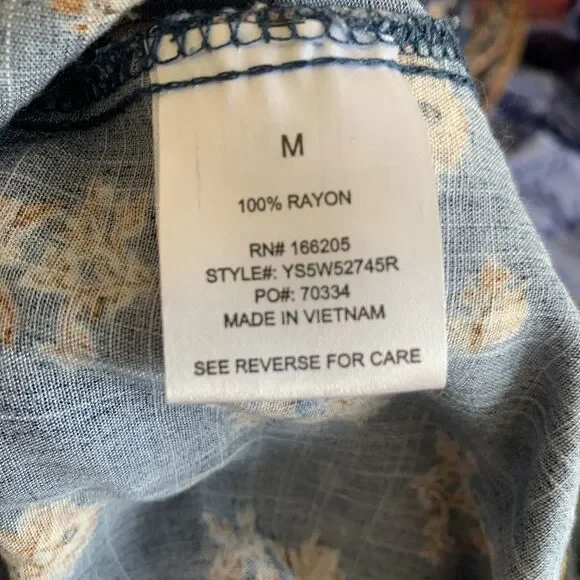 M
100% RAYON
RN# 166205
STYLE#: YS5W52745R
PO#: 70334
MADE IN VIETNAM
SEE REVERSE FOR CARE